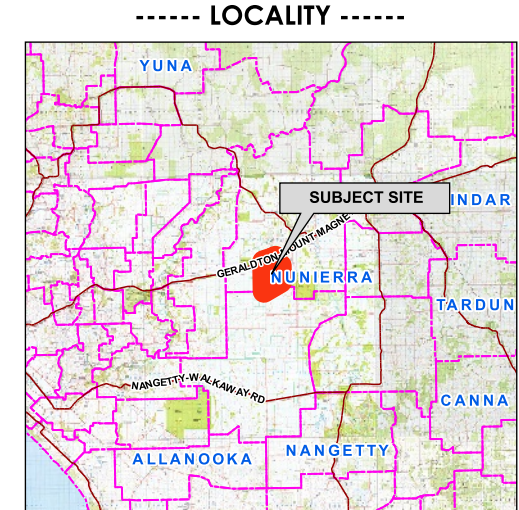 ------ LOCALITY ------
YUNA
SUBJECT SITE
INDAR
GERALDTON-MOUNT-MAGNE
NUNIERRA
TARDUN
NANGETTY-WALKAWAY-RD
CANNA
NANGETTY
ALLANOOKA